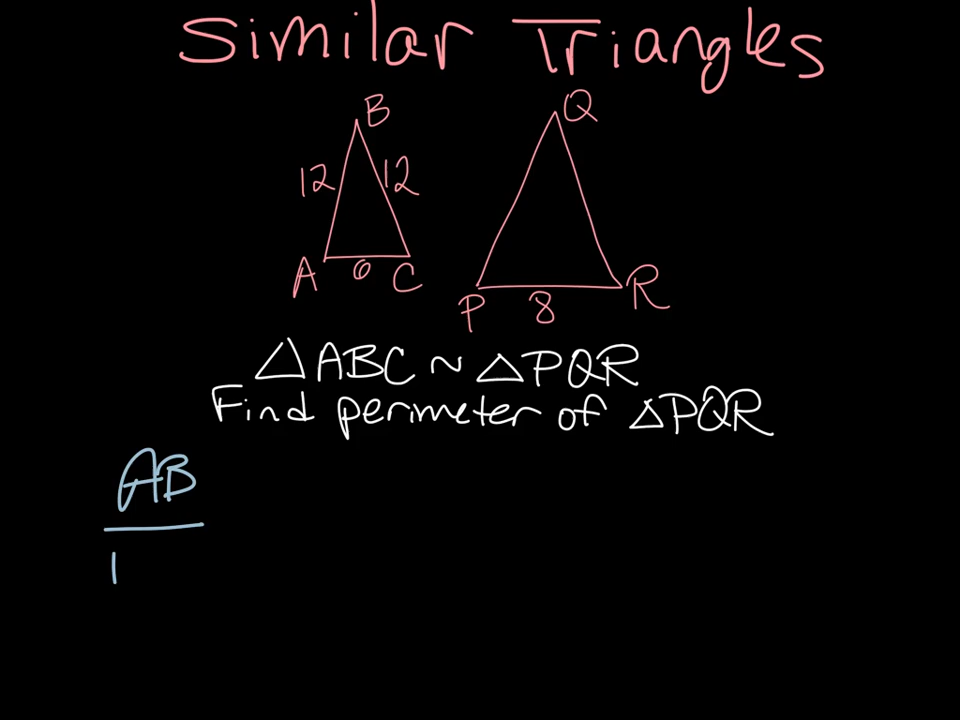 Similar Triangles
B
Q
12
12
A
6
C
P
8
R
△ABC ~ △PQR
Find perimeter of △PQR
AB